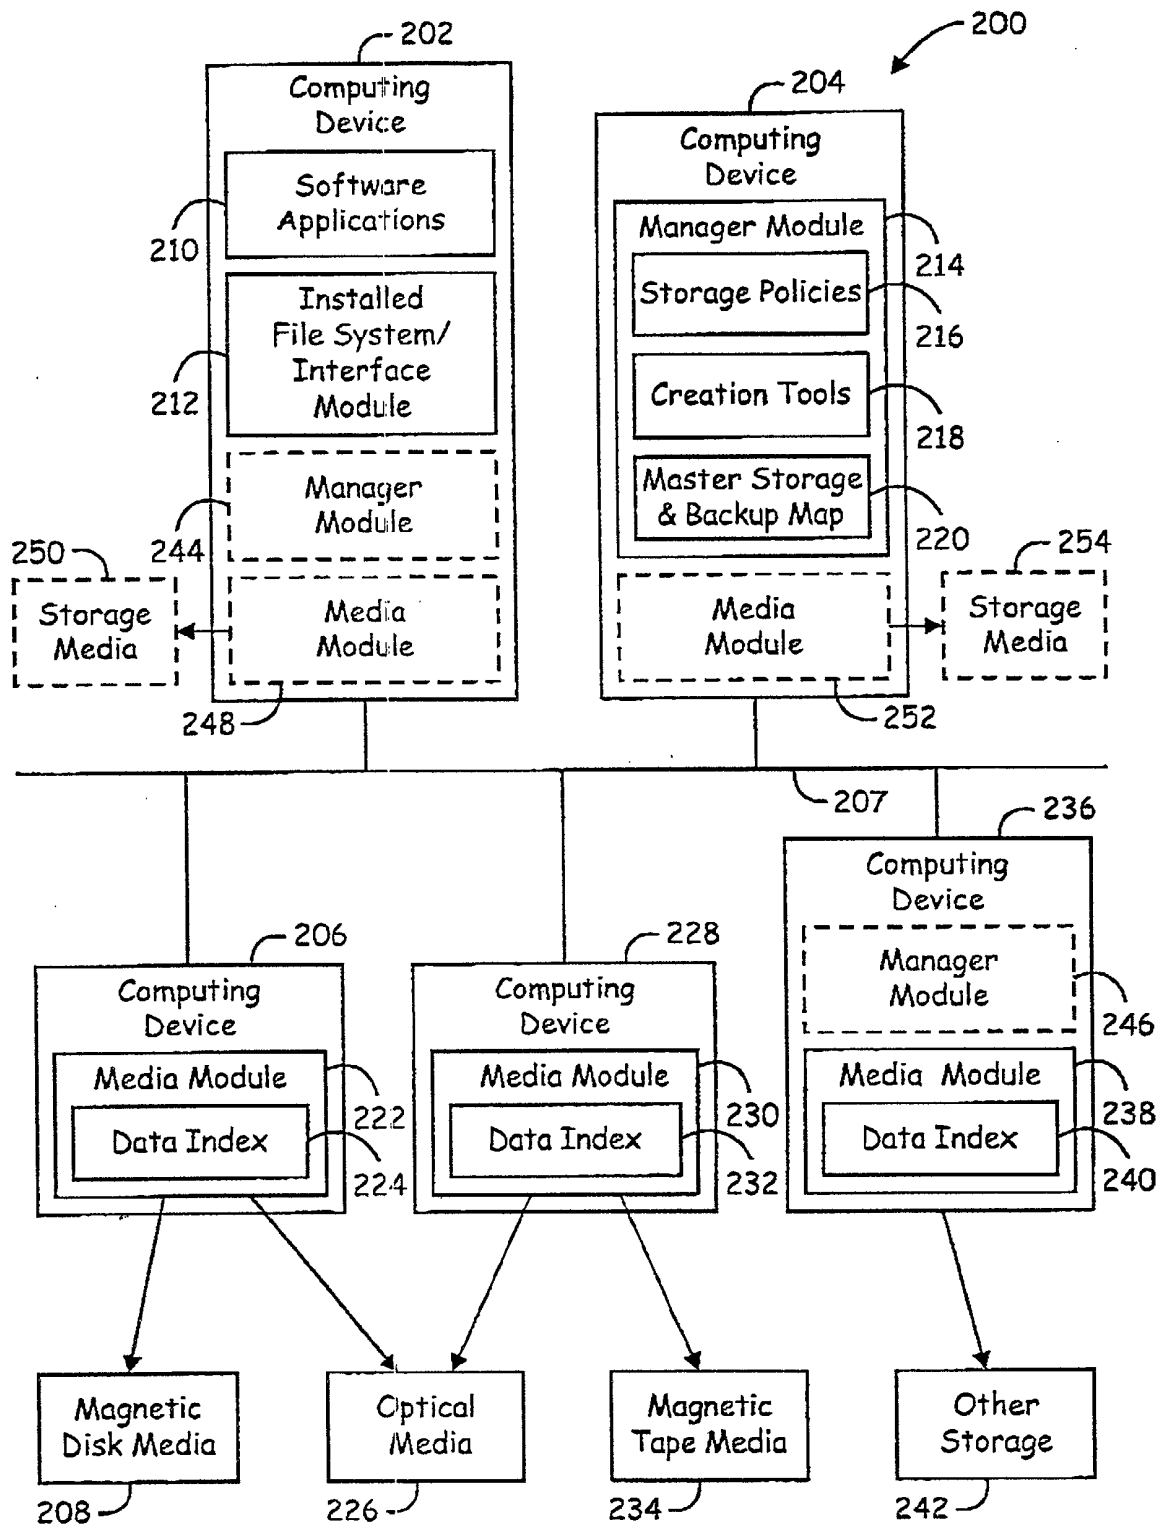 200
202
Computing
Device
Software
Applications
210
Installed
File System/
Interface
Module
212
Manager
Module
244
Media
Module
248
250
Storage
Media
204
Computing
Device
Manager Module
214
Storage Policies
216
Creation Tools
218
Master Storage
& Backup Map
220
Media
Module
252
254
Storage
Media
207
206
Computing
Device
Media Module
222
Data Index
224
228
Computing
Device
Media Module
230
Data Index
232
236
Computing
Device
Manager
Module
246
Media Module
238
Data Index
240
Magnetic
Disk Media
208
Optical
Media
226
Magnetic
Tape Media
234
Other
Storage
242